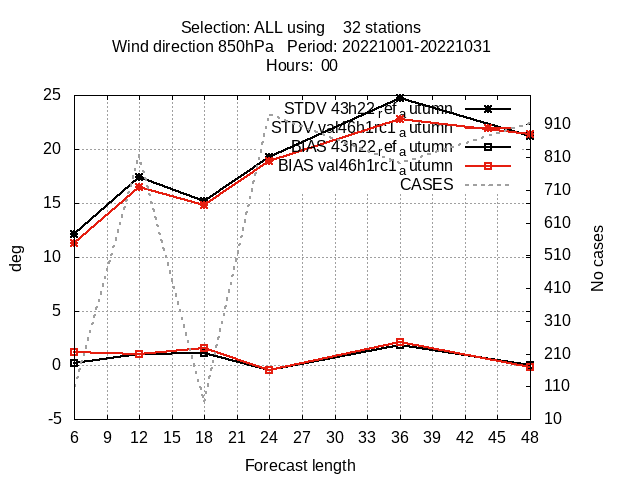 Selection: ALL using    32 stations
Wind direction 850hPa   Period: 20221001-20221031
Hours:  00
STDV 43h22_ref_autumn
STDV val46h1rc1_autumn
BIAS 43h22_ref_autumn
BIAS val46h1rc1_autumn
CASES
deg
25
20
15
10
5
0
-5
No cases
910
810
710
610
510
410
310
210
110
10
6 9 12 15 18 21 24 27 30 33 36 39 42 45 48
Forecast length